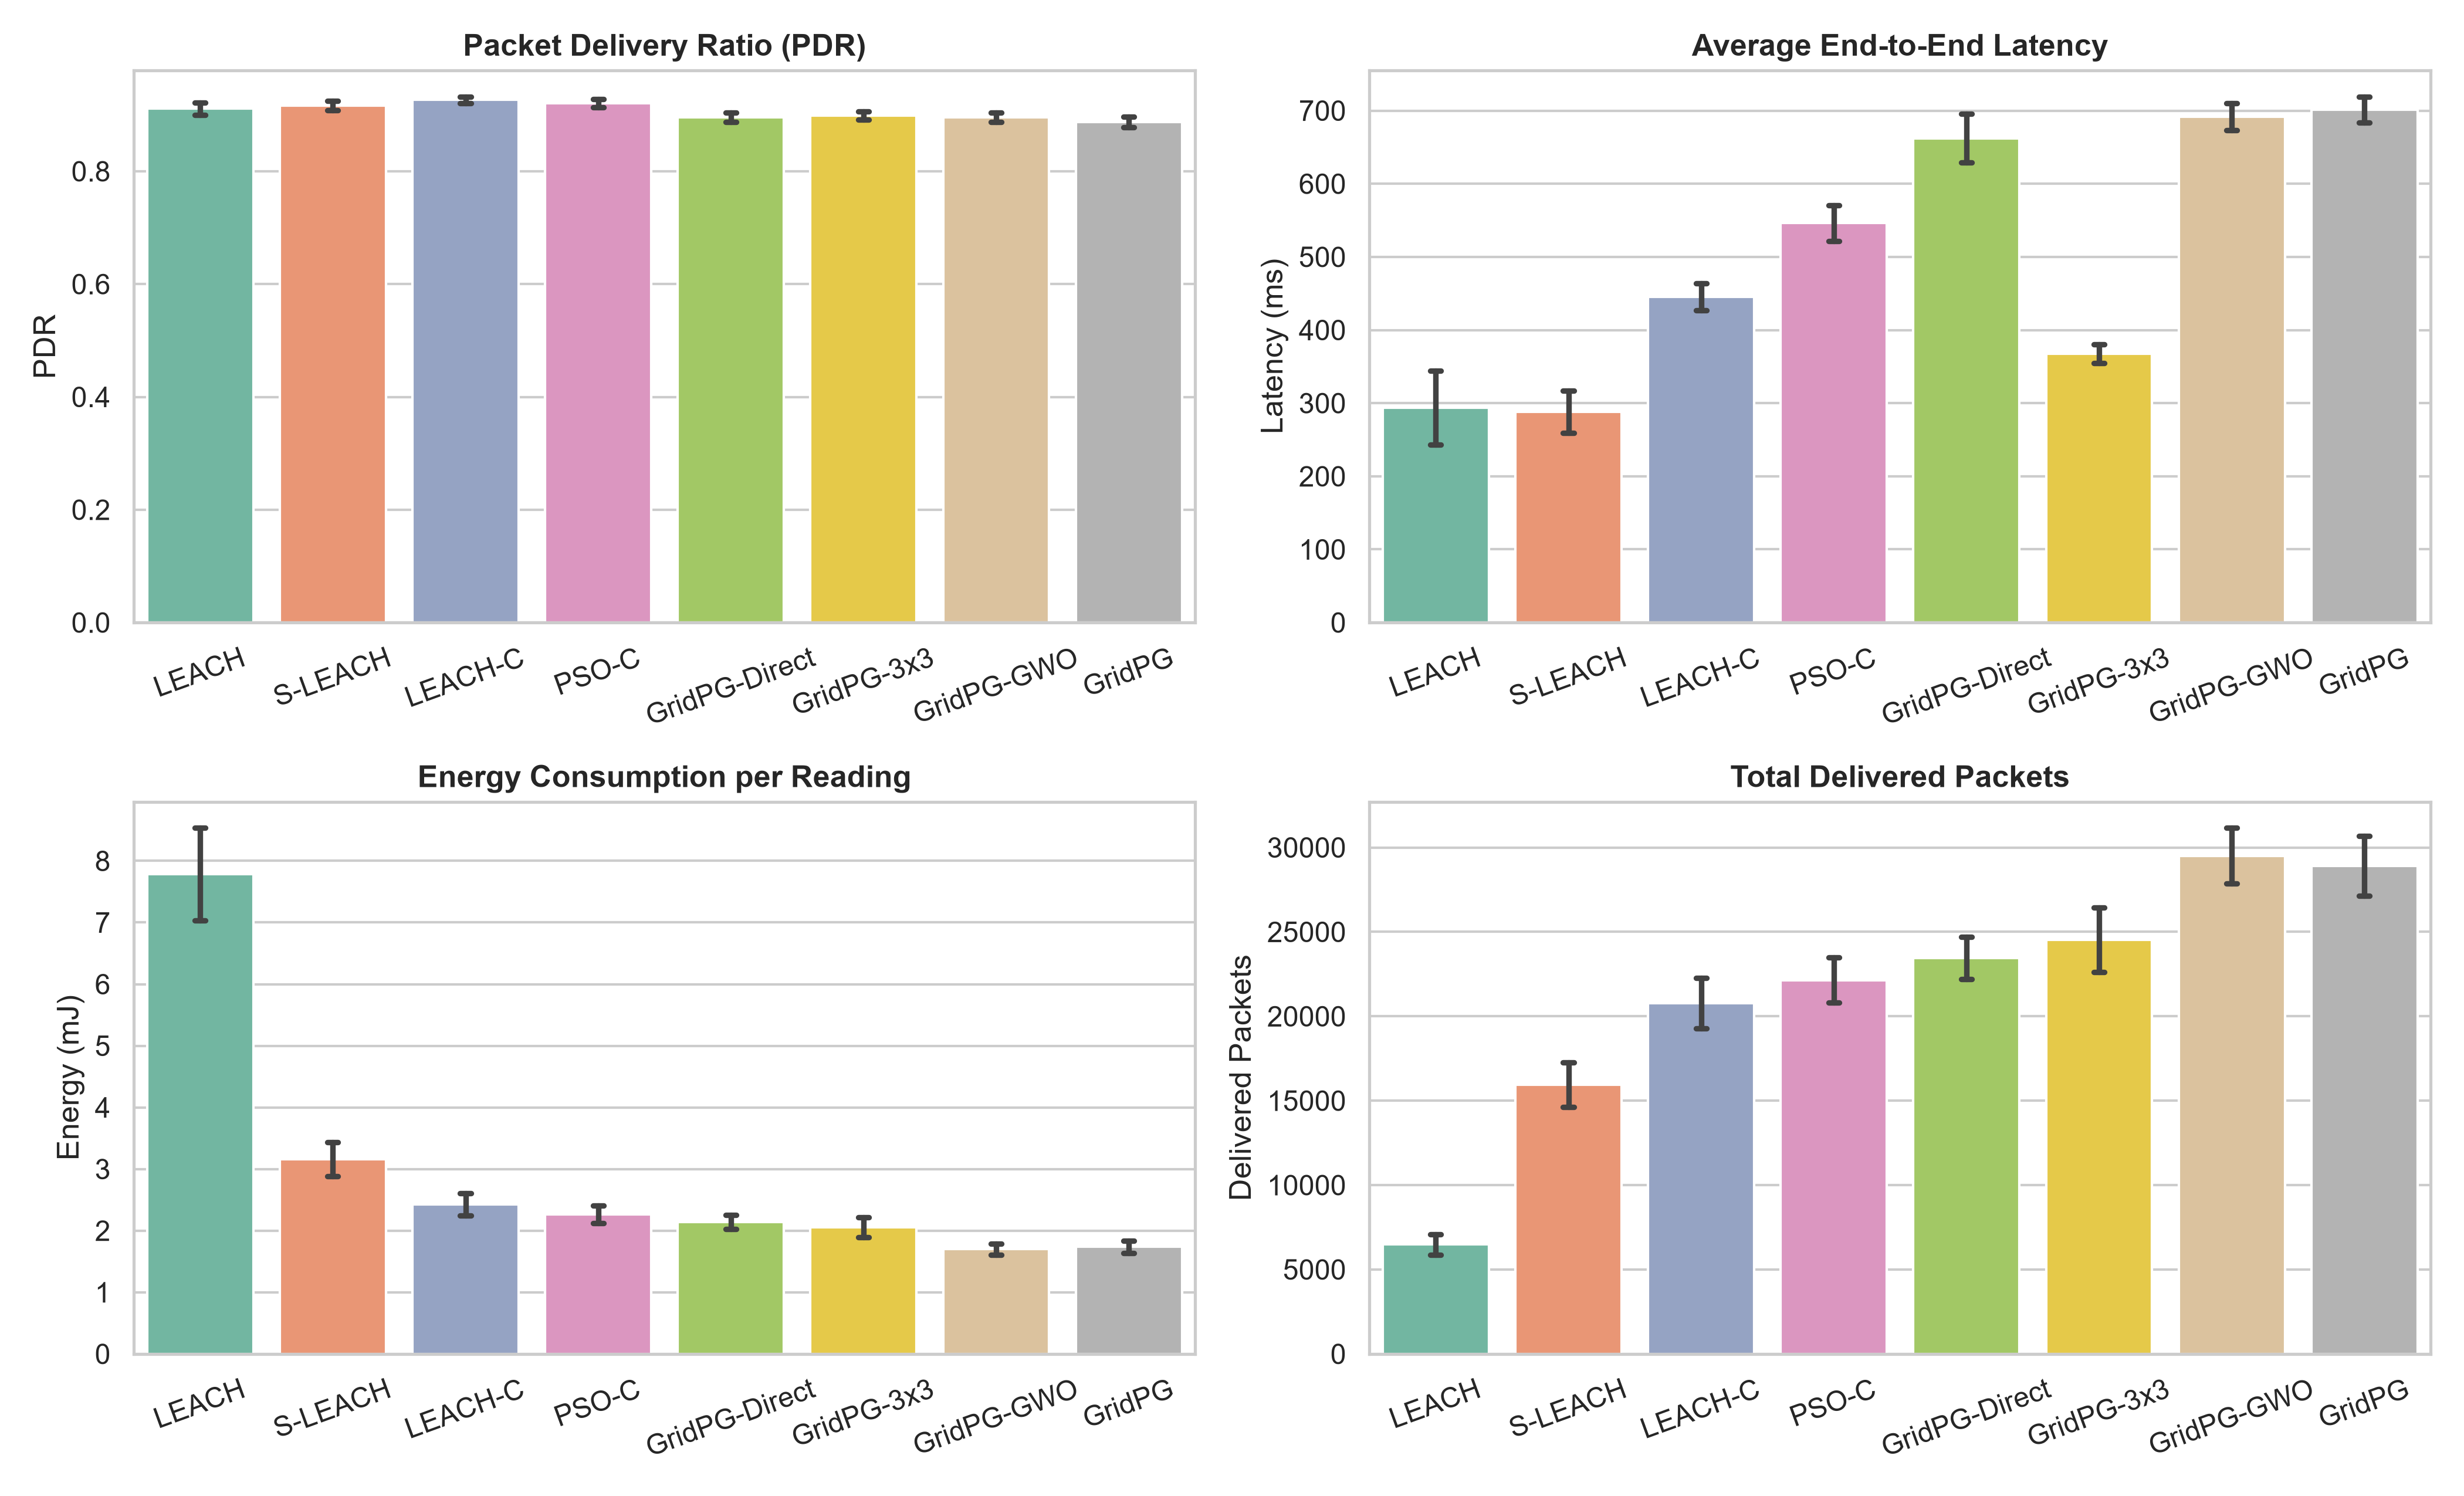 Packet Delivery Ratio (PDR)
PDR
0.8
0.6
0.4
0.2
0.0
LEACH
S-LEACH
LEACH-C
PSO-C
GridPG-Direct
GridPG-3x3
GridPG-GWO
GridPG
Average End-to-End Latency
Latency (ms)
700
600
500
400
300
200
100
0
LEACH
S-LEACH
LEACH-C
PSO-C
GridPG-Direct
GridPG-3x3
GridPG-GWO
GridPG
Energy Consumption per Reading
Energy (mJ)
8
7
6
5
4
3
2
1
0
LEACH
S-LEACH
LEACH-C
PSO-C
GridPG-Direct
GridPG-3x3
GridPG-GWO
GridPG
Total Delivered Packets
Delivered Packets
30000
25000
20000
15000
10000
5000
0
LEACH
S-LEACH
LEACH-C
PSO-C
GridPG-Direct
GridPG-3x3
GridPG-GWO
GridPG